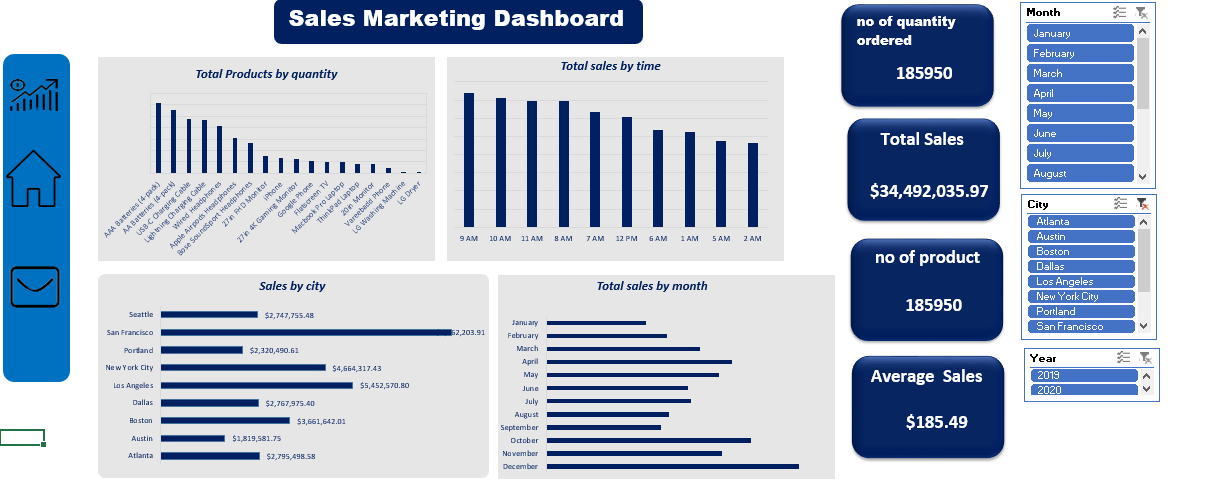 Sales Marketing Dashboard
Total Products by quantity
AAA Batteries (4-pack)
AA Batteries (4-pack)
USB-C Charging Cable
Lightning Charging Cable
Wired Headphones
Apple Airpods Headphones
Bose SoundSport Headphones
27in FHD Monitor
iPhone
27in 4K Gaming Monitor
Google Phone
Flatscreen TV
Macbook Pro Laptop
ThinkPad Laptop
20in Monitor
Vareebadd Phone
LG Washing Machine
LG Dryer
Total sales by time
9 AM 10 AM 11 AM 8 AM 7 AM 12 PM 6 AM 1 AM 5 AM 2 AM
Sales by city
Seattle $2,747,755.48
San Francisco 62,203.91
Portland $2,320,490.61
New York City $4,664,317.43
Los Angeles $5,452,570.80
Dallas $2,767,975.40
Boston $3,661,642.01
Austin $1,819,581.75
Atlanta $2,795,498.58
Total sales by month
January
February
March
April
May
June
July
August
September
October
November
December
no of quantity
ordered
185950
Total Sales
$34,492,035.97
no of product
185950
Average Sales
$185.49
Month
January
February
March
April
May
June
July
August
City
Atlanta
Austin
Boston
Dallas
Los Angeles
New York City
Portland
San Francisco
Year
2019
2020